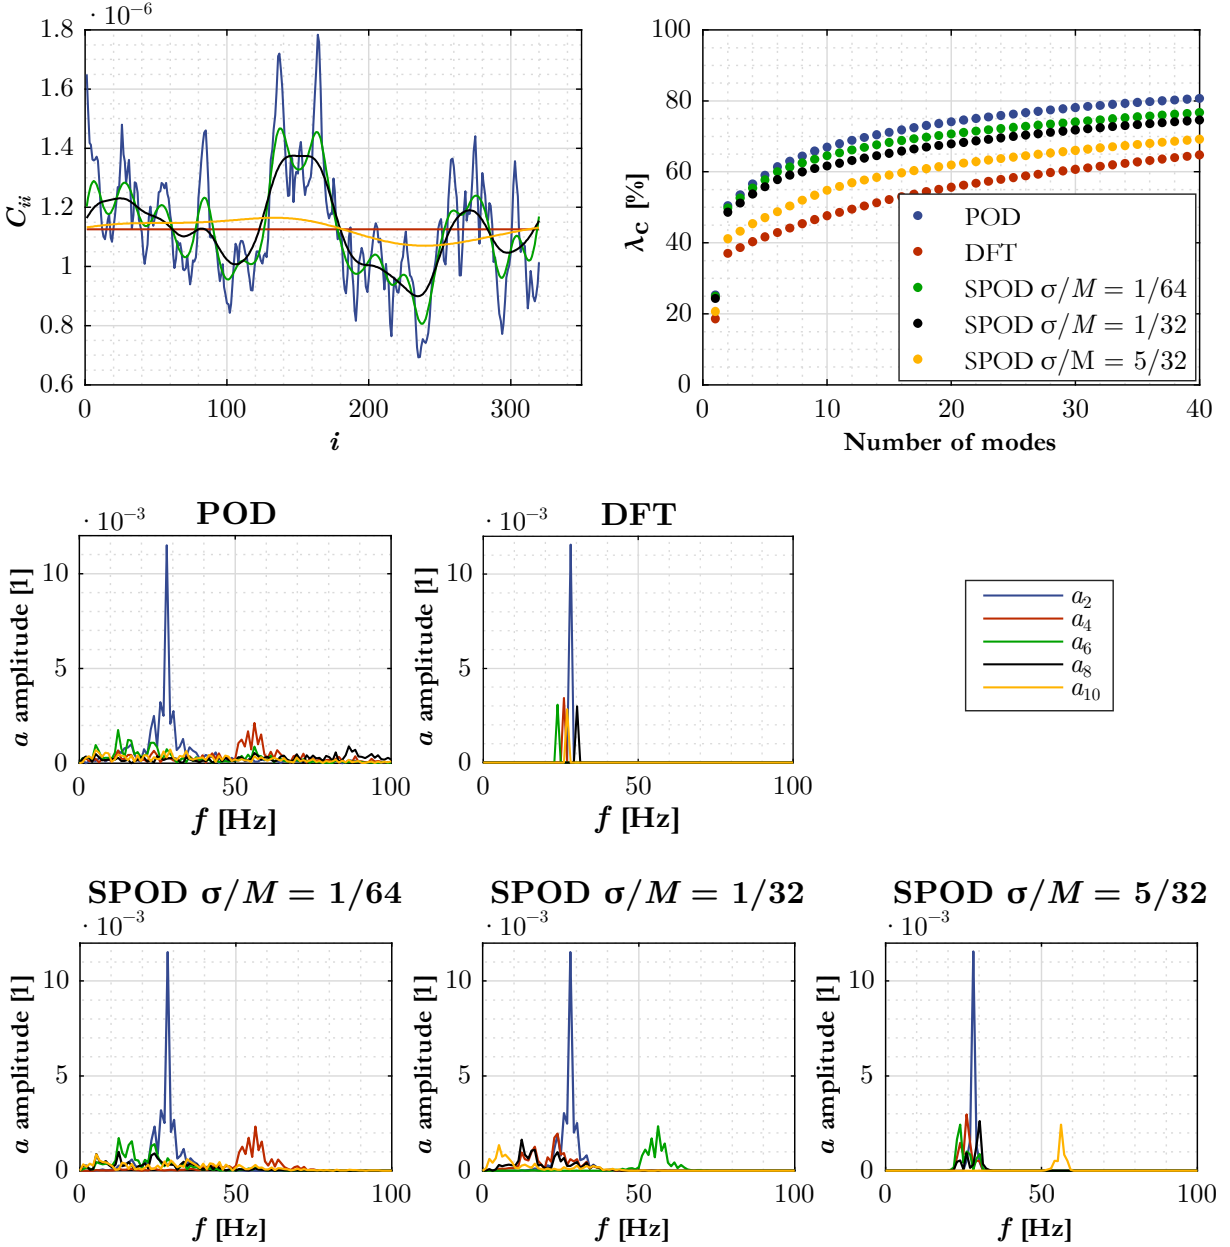 · 10⁻⁶
1.8
1.6
1.4
1.2
1
0.8
0.6
C_ii
0 100 200 300
i
100
80
60
40
20
0
λ_C [%]
POD
DFT
SPOD σ/M = 1/64
SPOD σ/M = 1/32
SPOD σ/M = 5/32
0 10 20 30 40
Number of modes
POD
· 10⁻³
10
5
0
a amplitude [1]
0 50 100
f [Hz]
DFT
· 10⁻³
10
5
0
a amplitude [1]
0 50 100
f [Hz]
a₂
a₄
a₆
a₈
a₁₀
SPOD σ/M = 1/64
· 10⁻³
10
5
0
a amplitude [1]
0 50 100
f [Hz]
SPOD σ/M = 1/32
· 10⁻³
10
5
0
a amplitude [1]
0 50 100
f [Hz]
SPOD σ/M = 5/32
· 10⁻³
10
5
0
a amplitude [1]
0 50 100
f [Hz]